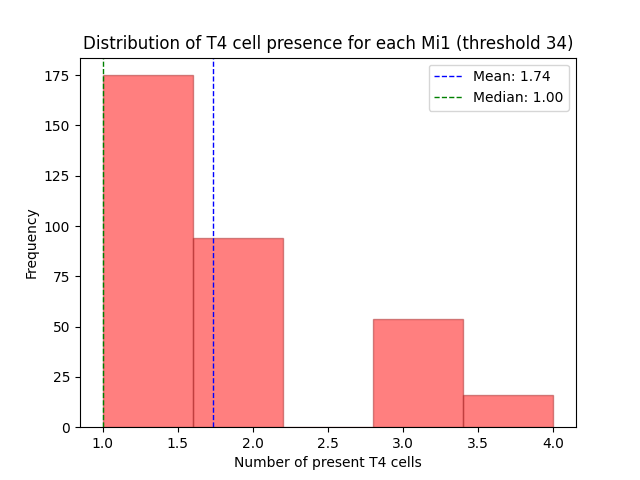 Distribution of T4 cell presence for each Mi1 (threshold 34)
Mean: 1.74
Median: 1.00
175
150
125
100
75
50
25
0
Frequency
1.0 1.5 2.0 2.5 3.0 3.5 4.0
Number of present T4 cells